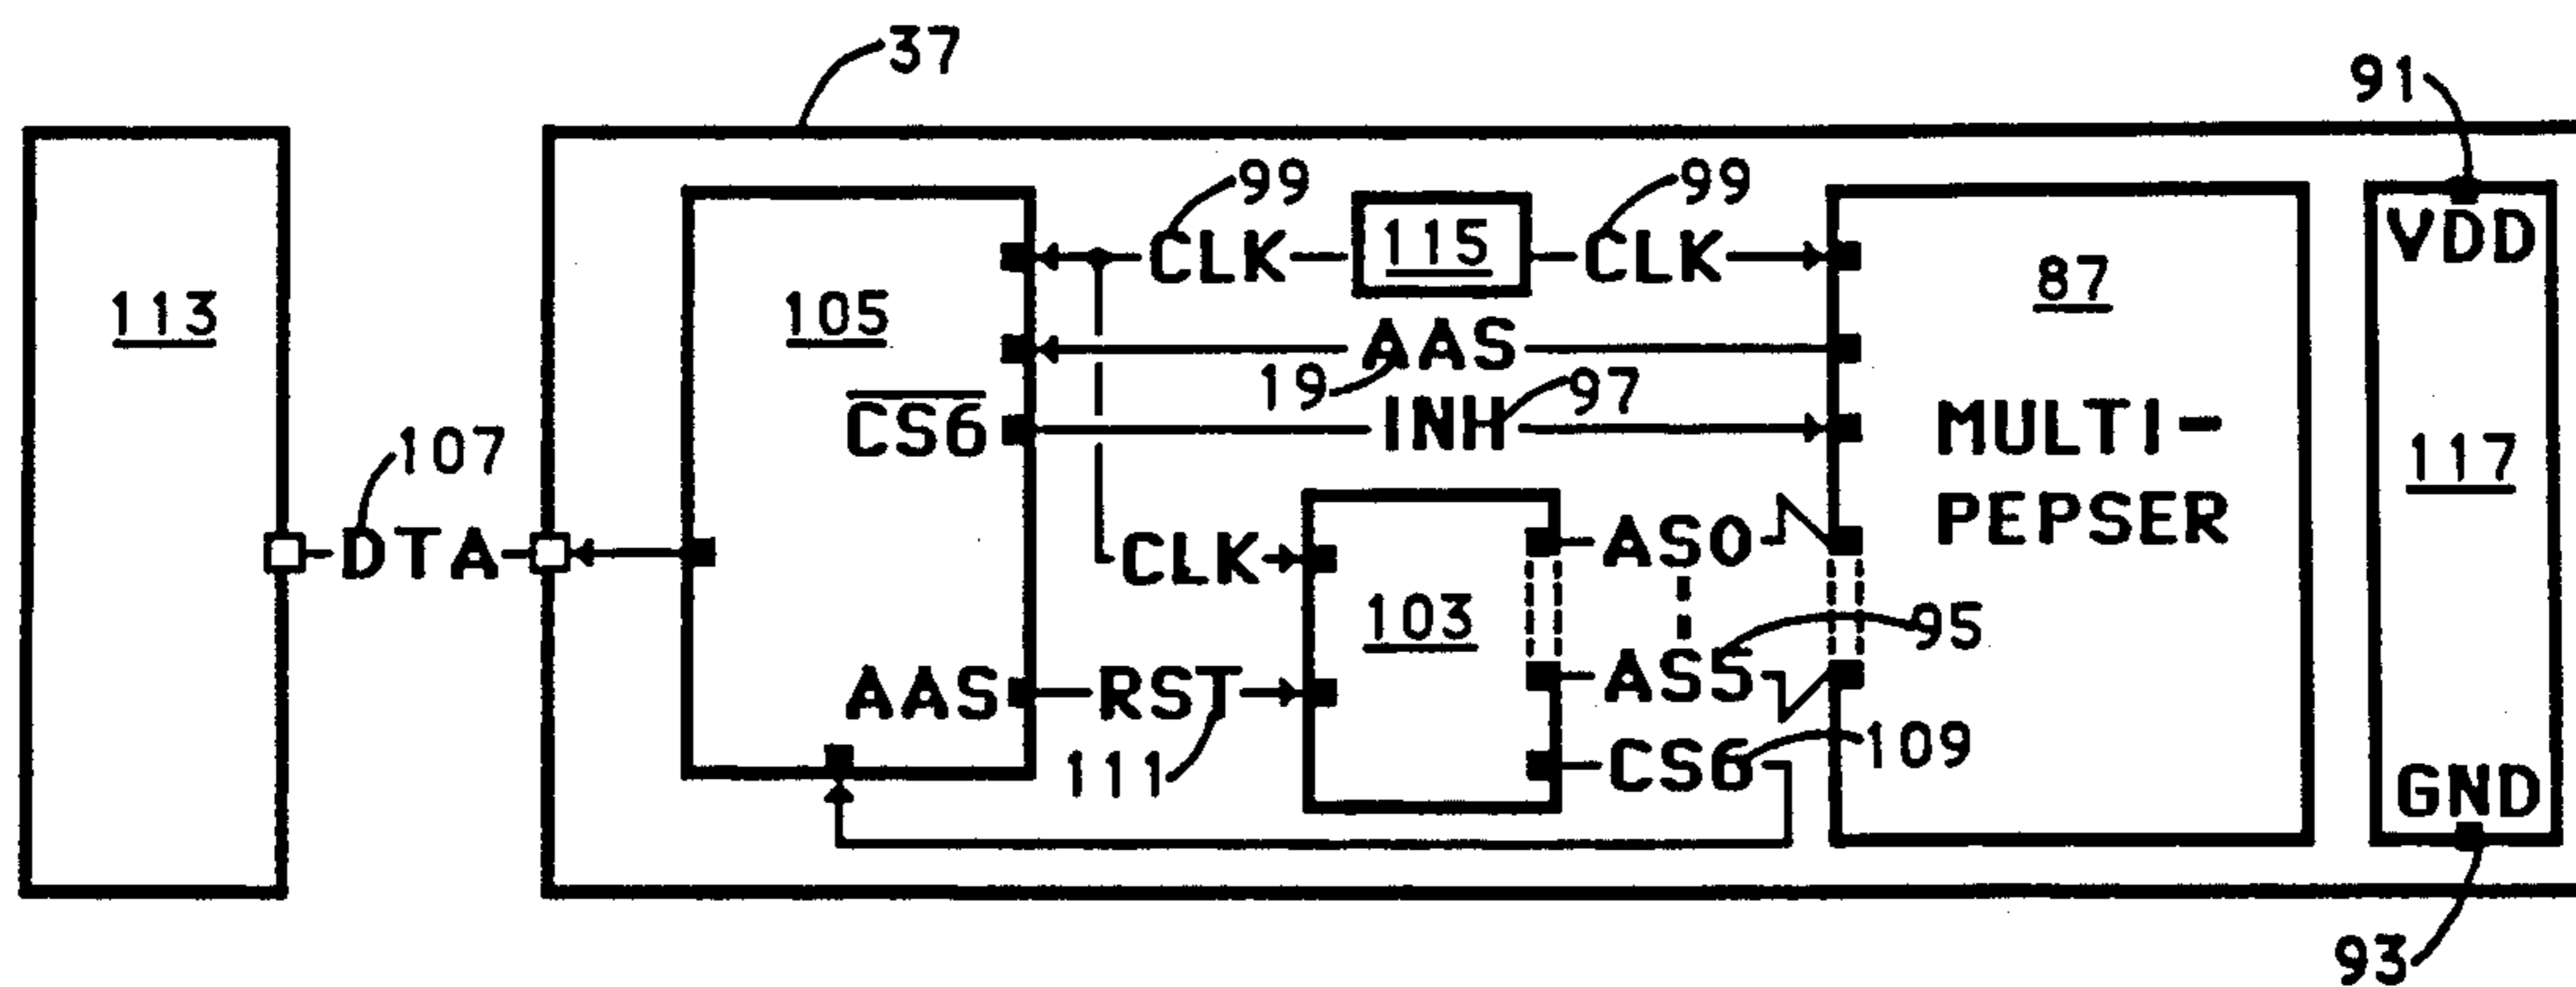 37
91
99
99
CLK
115
CLK
VDD
87
113
105
AAS
19
97
CS6
INH
MULTI-
PEPSER
117
107
DTA
CLK
AS0
103
95
AS5
AAS
RST
111
CS6
109
GND
93